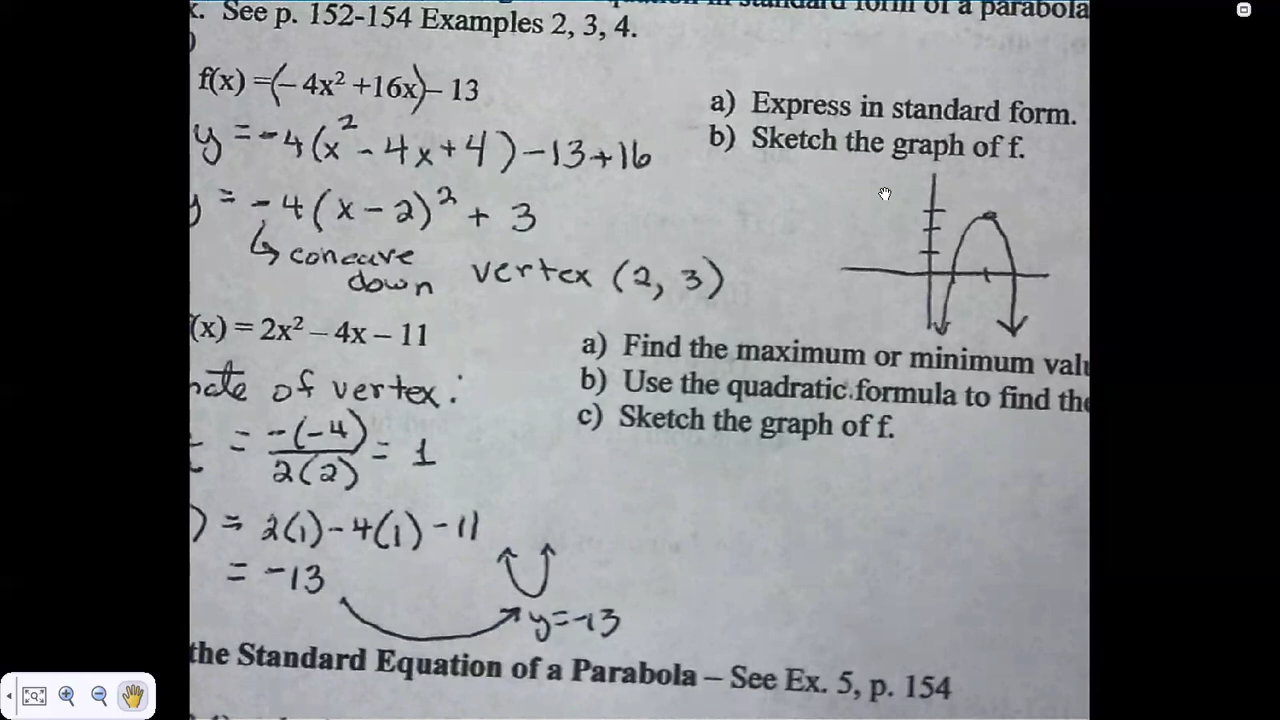 See p. 152-154 Examples 2, 3, 4.
f(x) = (– 4x² +16x) – 13
a) Express in standard form.
b) Sketch the graph of f.
y = -4(x² - 4x + 4) - 13 + 16
y = -4(x - 2)² + 3
concave down
vertex (2, 3)
f(x) = 2x² – 4x – 11
a) Find the maximum or minimum
b) Use the quadratic formula to find
c) Sketch the graph of f.
of vertex:
= -(-4)/2(2) = 1
) = 2(1) - 4(1) - 11
= -13
y = -13
the Standard Equation of a Parabola – See Ex. 5, p. 154